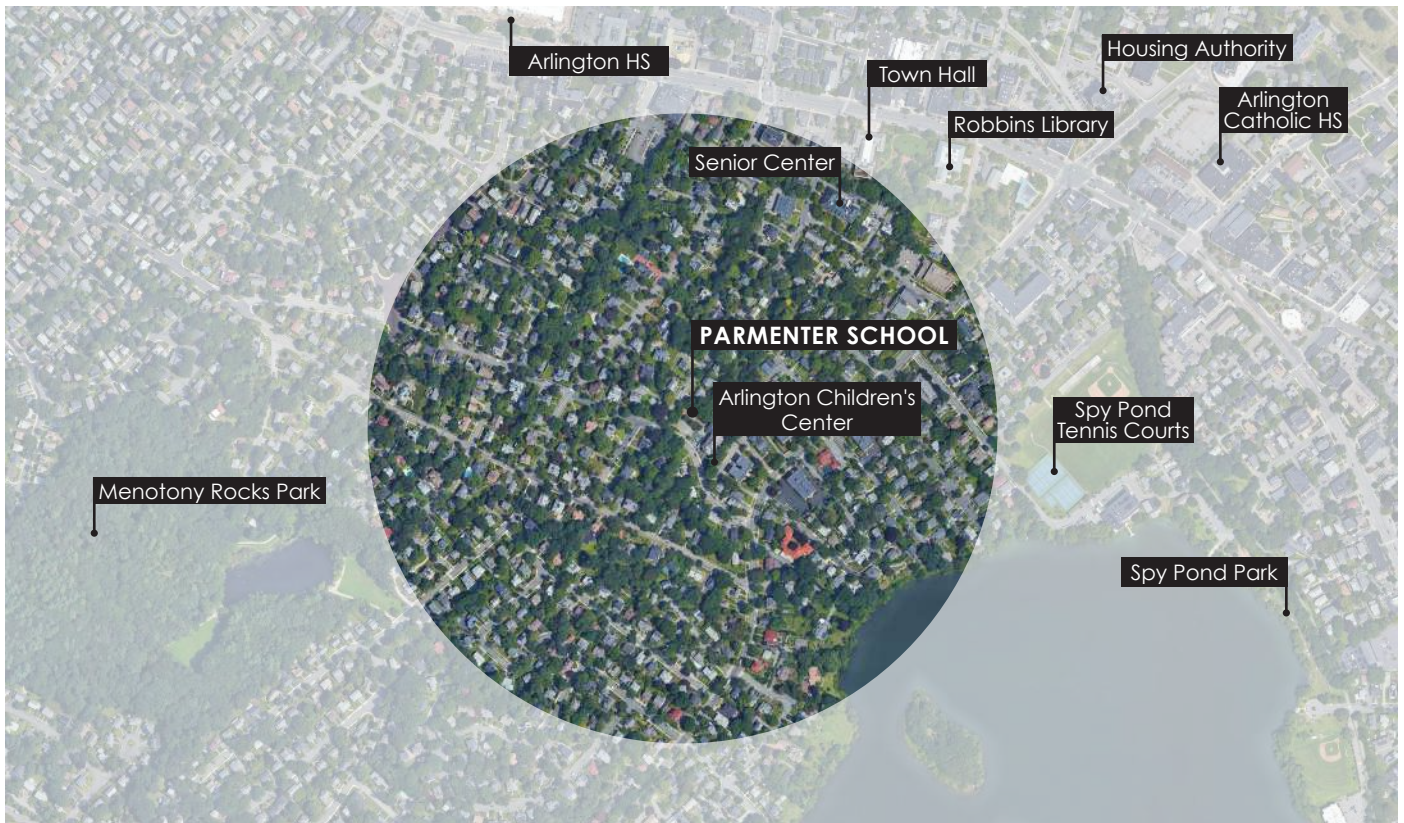 Arlington HS
Housing Authority
Town Hall
Arlington
Catholic HS
Robbins Library
Senior Center
PARMENTER SCHOOL
Arlington Children's
Center
Spy Pond
Tennis Courts
Menotony Rocks Park
Spy Pond Park